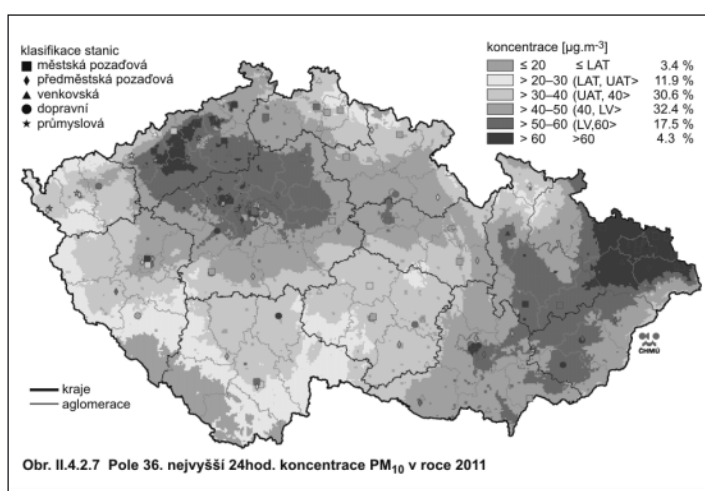 klasifikace stanic
městská pozaďová
předměstská pozaďová
venkovská
dopravní
průmyslová
koncentrace [µg.m-3]
≤ 20 ≤ LAT 3.4 %
> 20–30 (LAT, UAT> 11.9 %
> 30–40 (UAT, 40> 30.6 %
> 40–50 (40, LV> 32.4 %
> 50–60 (LV,60> 17.5 %
> 60 >60 4.3 %
ČHMÚ
kraje
aglomerace
Obr. II.4.2.7 Pole 36. nejvyšší 24hod. koncentrace PM10 v roce 2011